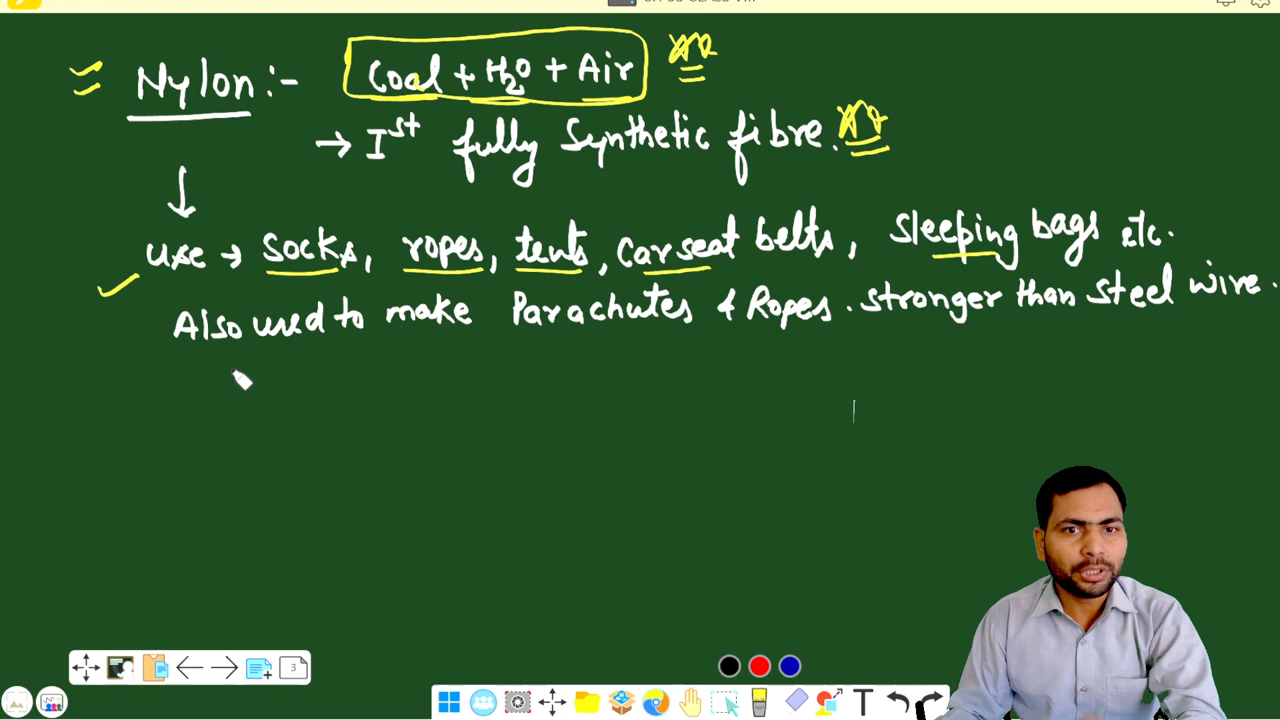 Nylon :- Coal + H2O + Air
→ Ist fully Synthetic fibre.
↓
use → socks, ropes, tents, car seat belts, sleeping bags etc.
Also used to make Parachutes & Ropes. stronger than steel wire.
3
T